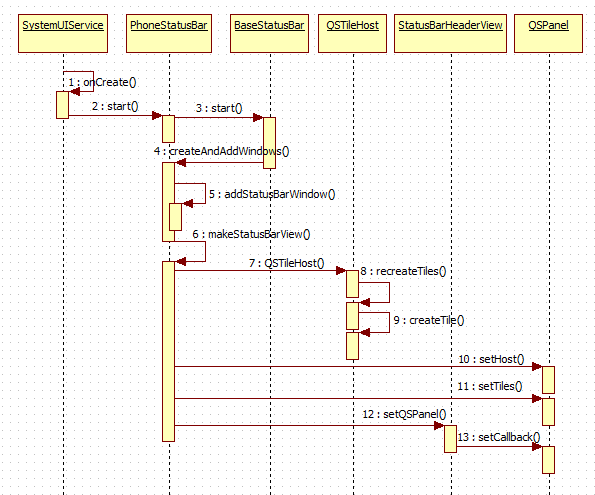 SystemUIService PhoneStatusBar BaseStatusBar QSTileHost StatusBarHeaderView QSPanel
1 : onCreate()
2 : start()
3 : start()
4 : createAndAddWindows()
5 : addStatusBarWindow()
6 : makeStatusBarView()
7 : QSTileHost()
8 : recreateTiles()
9 : createTile()
10 : setHost()
11 : setTiles()
12 : setQSPanel()
13 : setCallback()